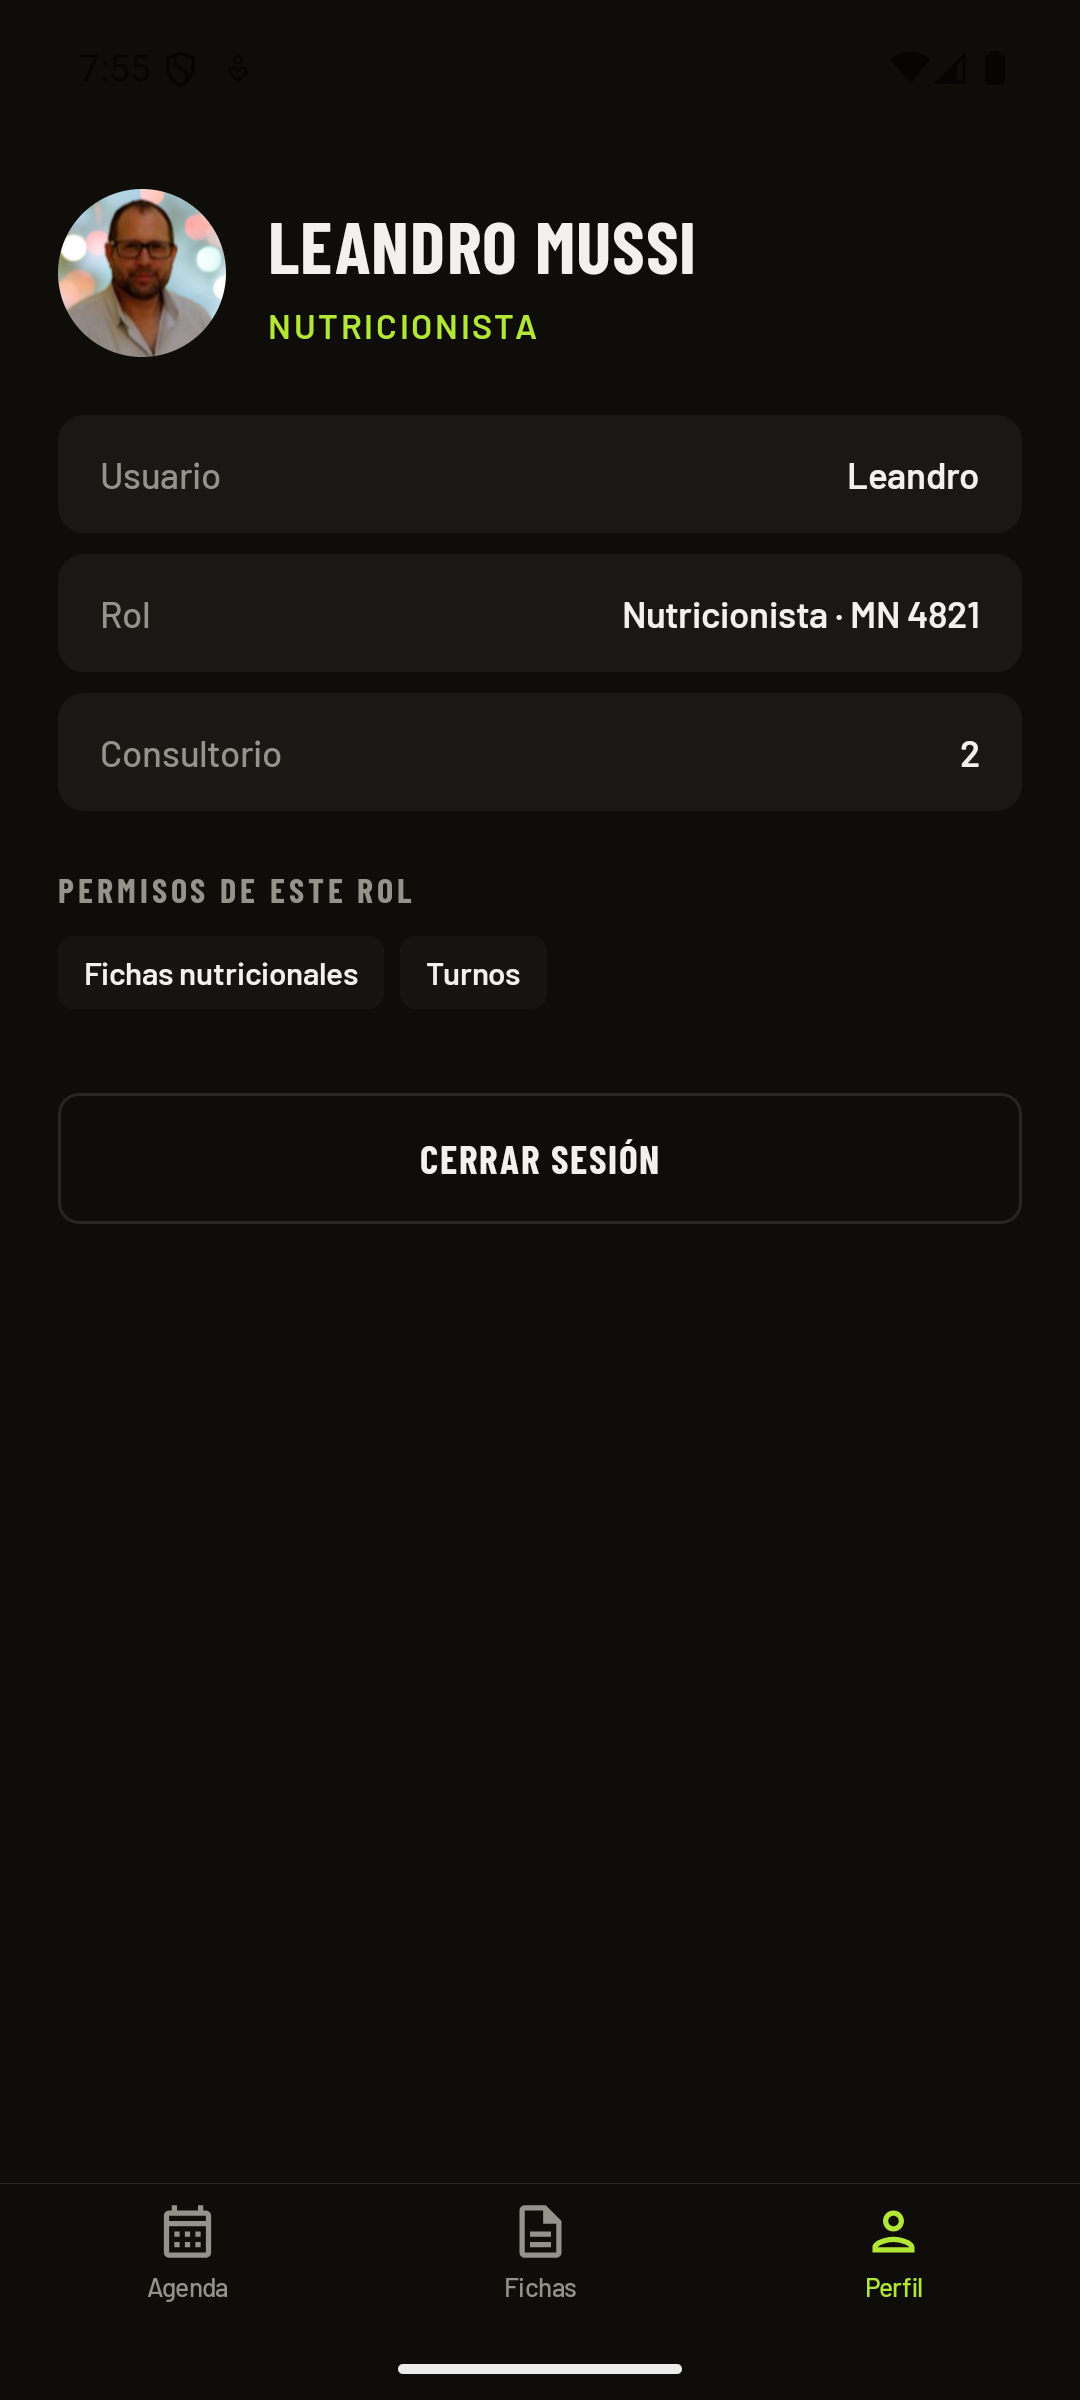 7:55
LEANDRO MUSSI
NUTRICIONISTA
Usuario Leandro
Rol Nutricionista · MN 4821
Consultorio 2
PERMISOS DE ESTE ROL
Fichas nutricionales Turnos
CERRAR SESIÓN
Agenda Fichas Perfil